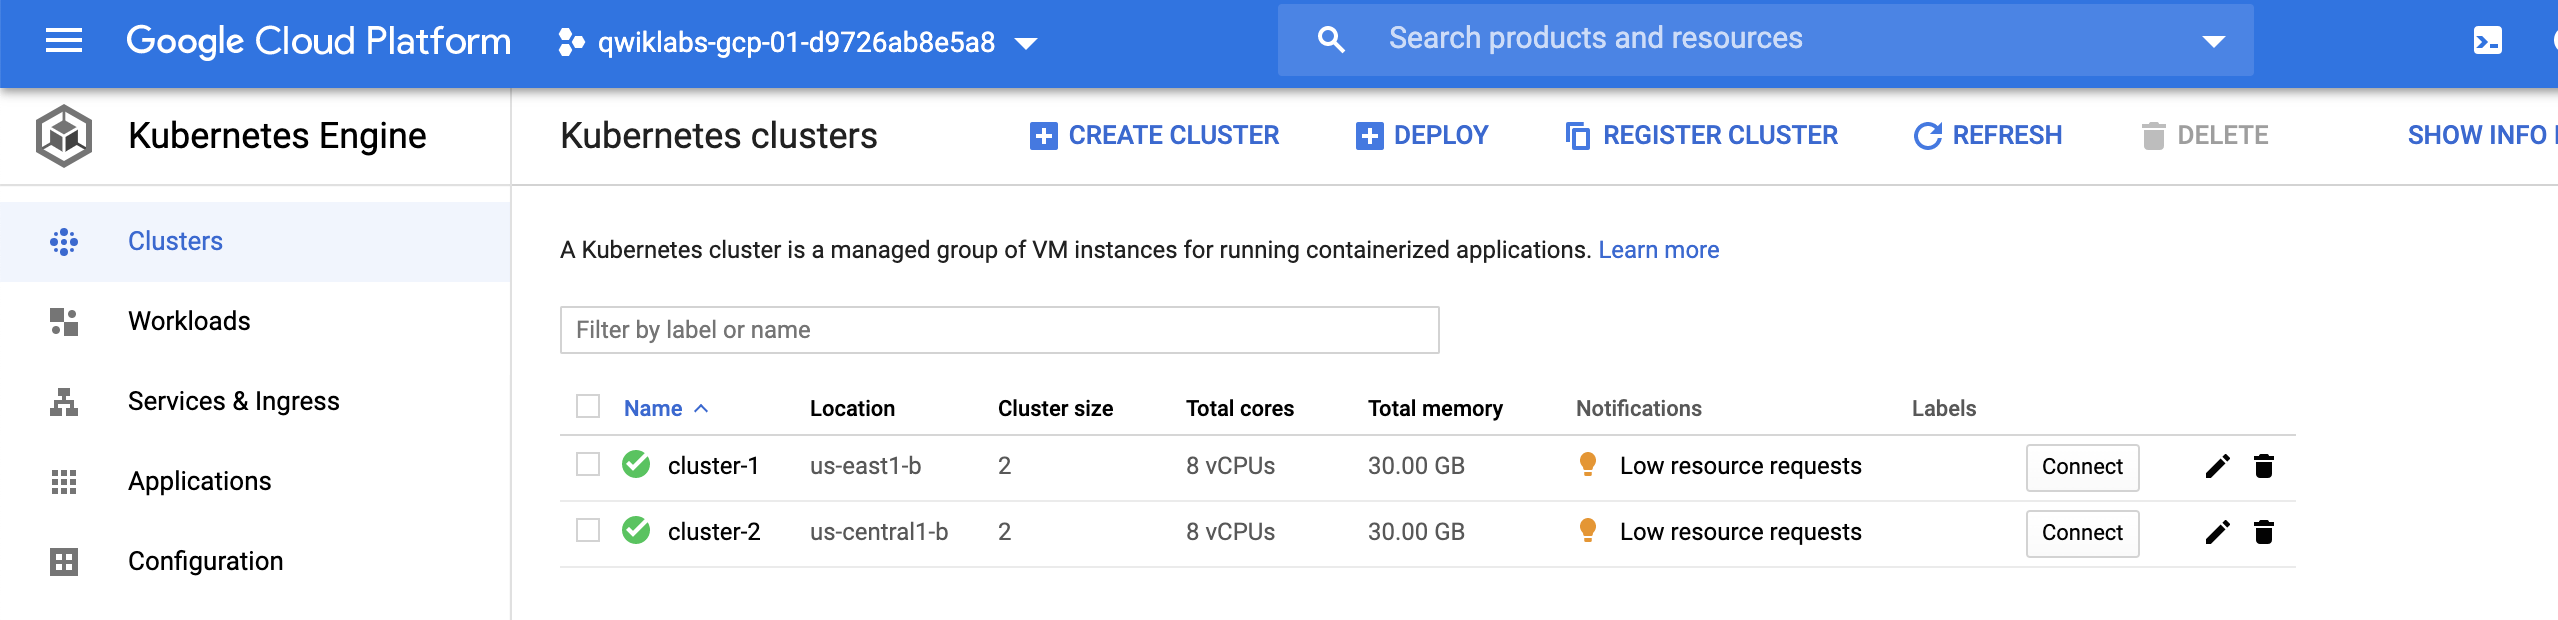 Google Cloud Platform
qwiklabs-gcp-01-d9726ab8e5a8
Search products and resources
Kubernetes Engine
Kubernetes clusters
CREATE CLUSTER
DEPLOY
REGISTER CLUSTER
REFRESH
DELETE
SHOW INFO
Clusters
Workloads
Services & Ingress
Applications
Configuration
A Kubernetes cluster is a managed group of VM instances for running containerized applications. Learn more
Filter by label or name
Name Location Cluster size Total cores Total memory Notifications Labels
cluster-1 us-east1-b 2 8 vCPUs 30.00 GB Low resource requests Connect
cluster-2 us-central1-b 2 8 vCPUs 30.00 GB Low resource requests Connect